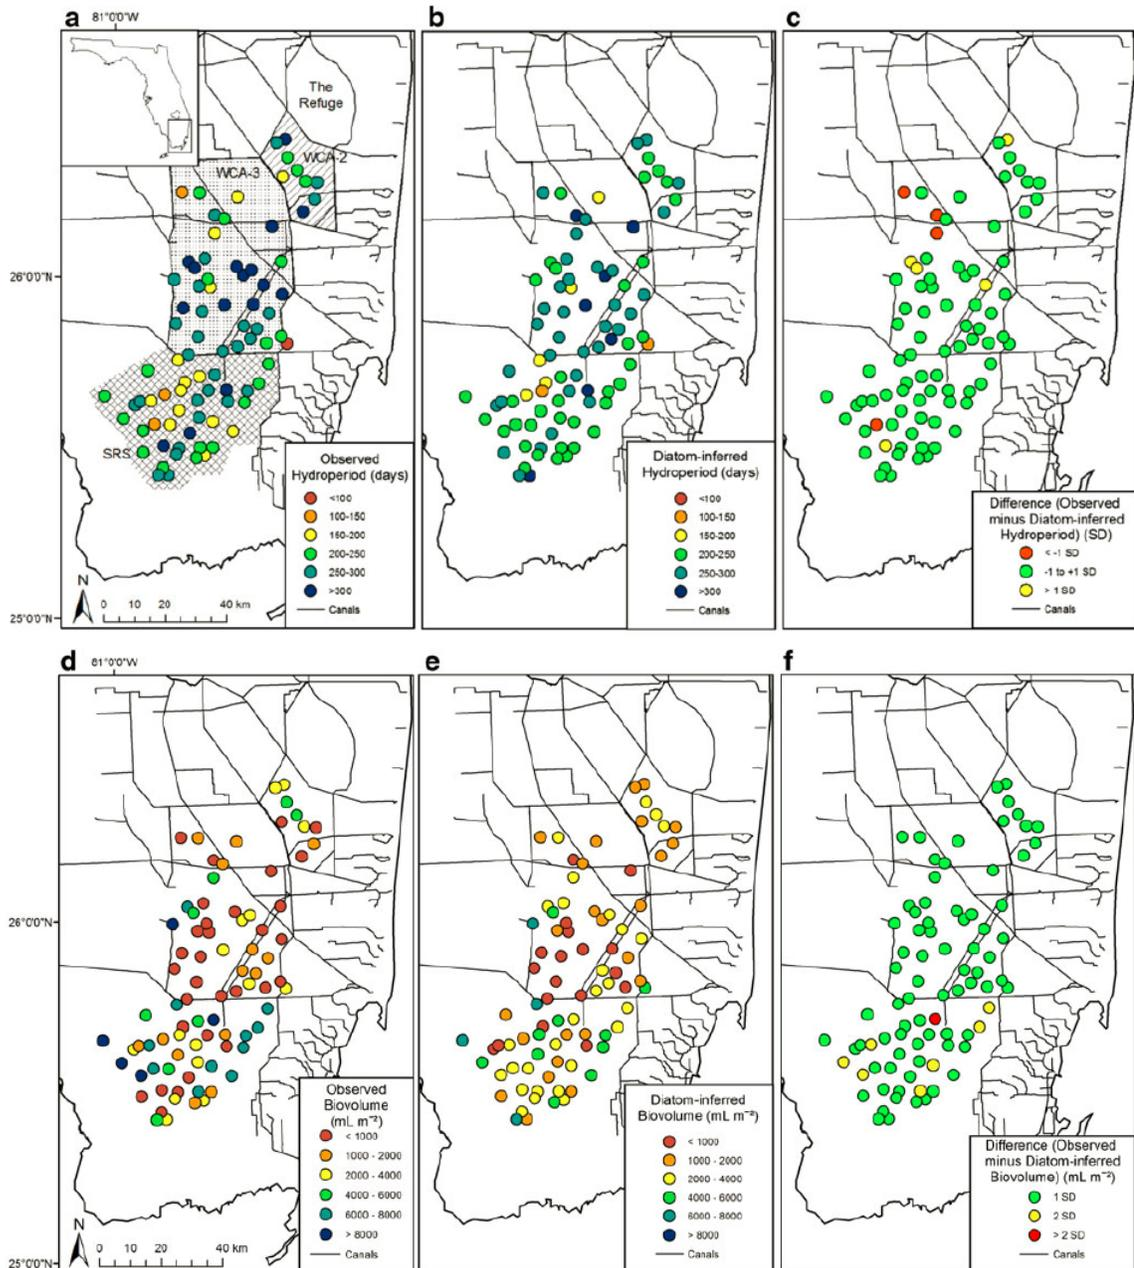 a
81°0'0"W
b
c
The
Refuge
WCA-2
WCA-3
26°0'0"N
SRS
Observed
Hydroperiod (days)
<100
100-150
150-200
200-250
250-300
>300
Canals
N
0 10 20 40 km
25°0'0"N
Diatom-inferred
Hydroperiod (days)
<100
100-150
150-200
200-250
250-300
>300
Canals
Difference (Observed
minus Diatom-inferred
Hydroperiod) (SD)
< -1 SD
-1 to +1 SD
> 1 SD
Canals
d
81°0'0"W
e
f
26°0'0"N
Observed
Biovolume
(mL m⁻²)
< 1000
1000 - 2000
2000 - 4000
4000 - 6000
6000 - 8000
> 8000
Canals
N
0 10 20 40 km
25°0'0"N
Diatom-inferred
Biovolume (mL m⁻²)
< 1000
1000 - 2000
2000 - 4000
4000 - 6000
6000 - 8000
> 8000
Canals
Difference (Observed
minus Diatom-inferred
Biovolume) (mL m⁻²)
1 SD
2 SD
> 2 SD
Canals